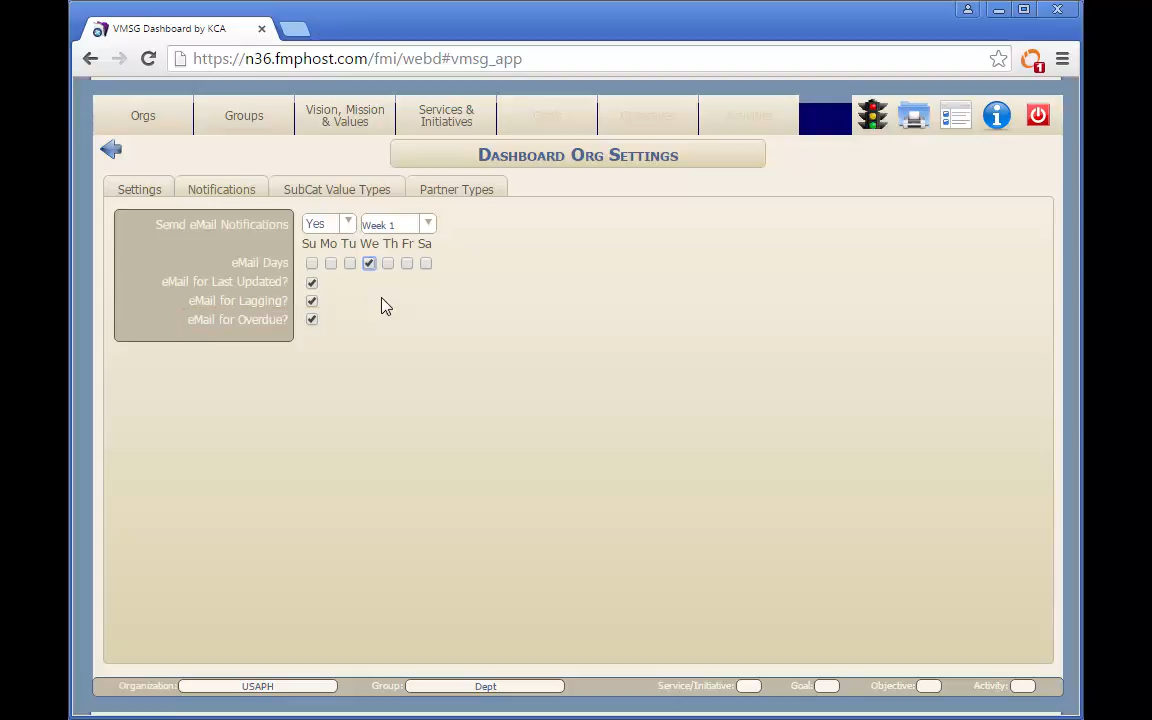 VMSG Dashboard by KCA
https://n36.fmphost.com/fmi/webd#vmsg_app
1
Orgs
Groups
Vision, Mission
& Values
Services &
Initiatives
Activities
Dashboard Org Settings
Settings
Notifications
SubCat Value Types
Partner Types
Semd eMail Notifications
Yes
Week 1
Su Mo Tu We Th Fr Sa
eMail Days
eMail for Last Updated?
eMail for Lagging?
eMail for Overdue?
Organization: USAPH Group: Dept Service/Initiative: Goal: Objective: Activity: